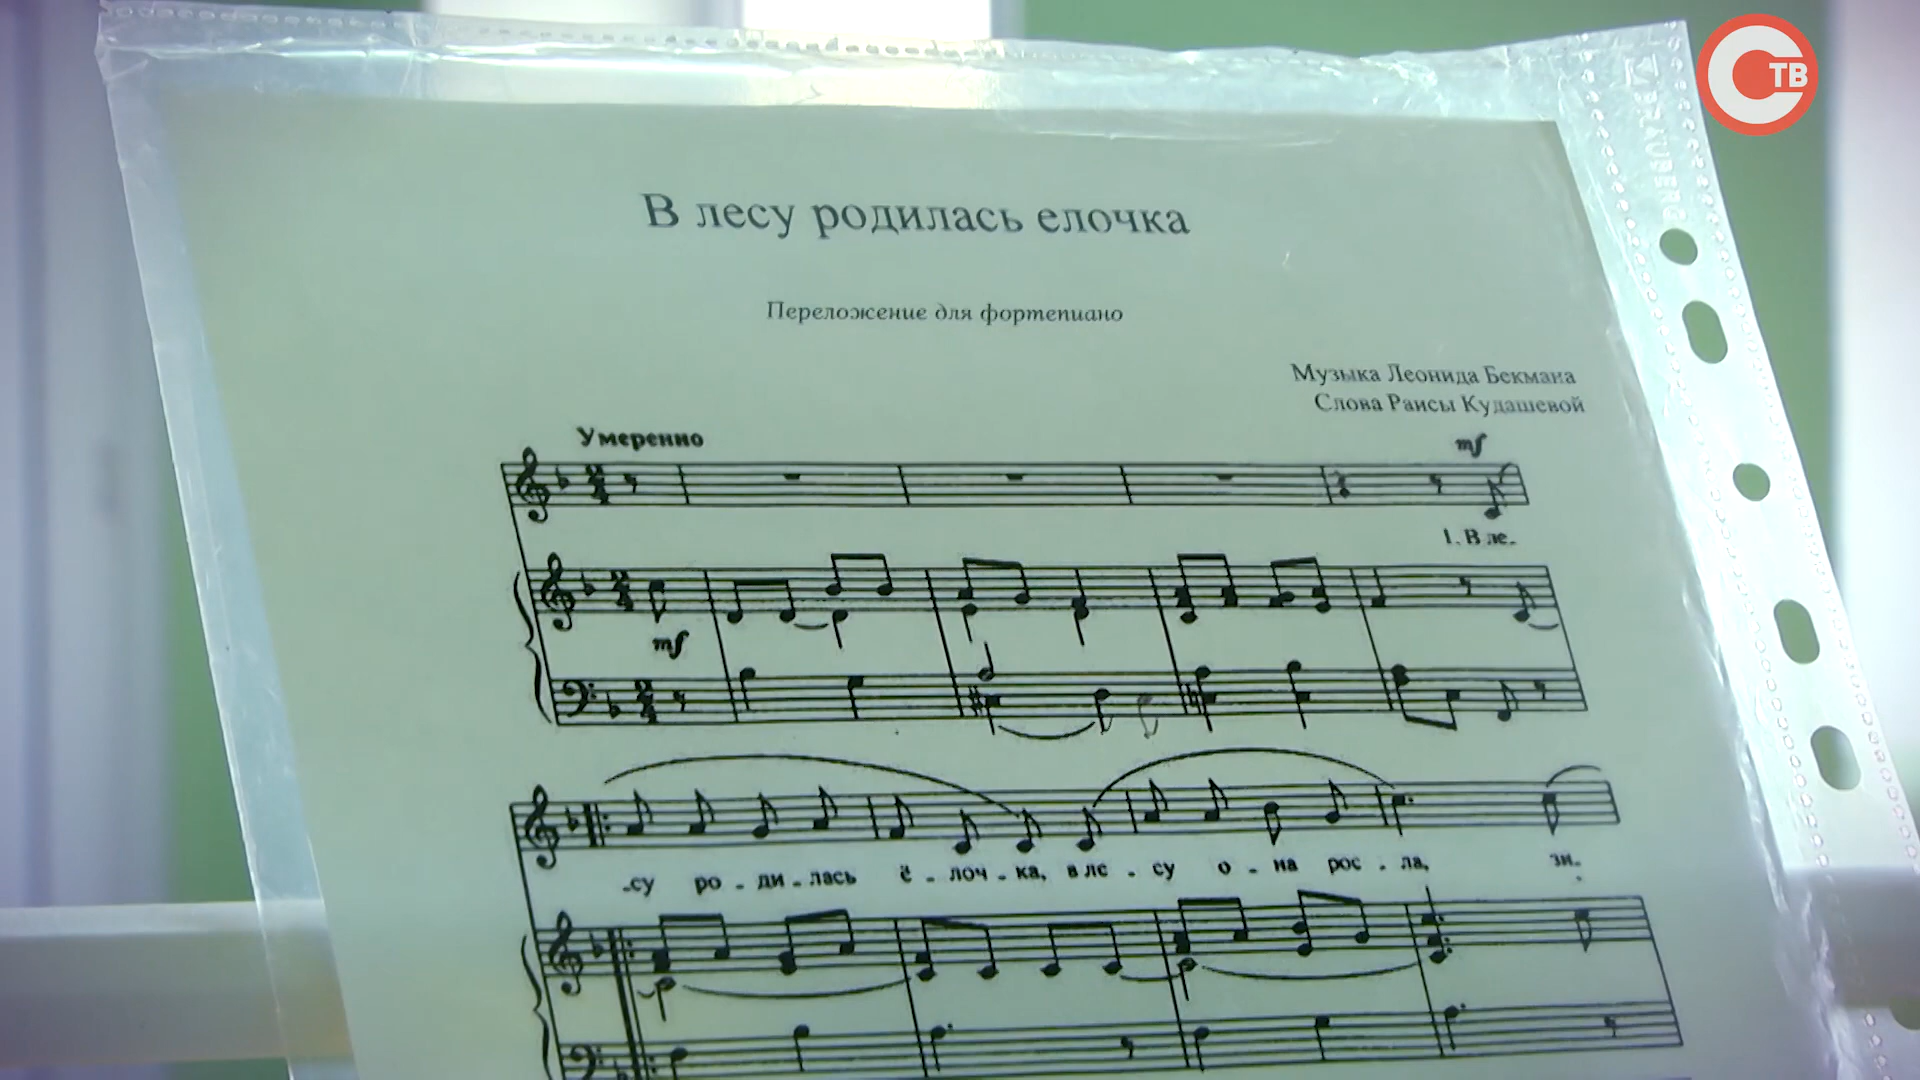 ТВ
В лесу родилась елочка
Переложение для фортепиано
Музыка Леонида Бекмана
Слова Раисы Кудашевой
Умеренно
mf
1. В ле-
mf
-су ро - ди - лась ё - лоч - ка, в ле - су о - на рос - ла, зи-